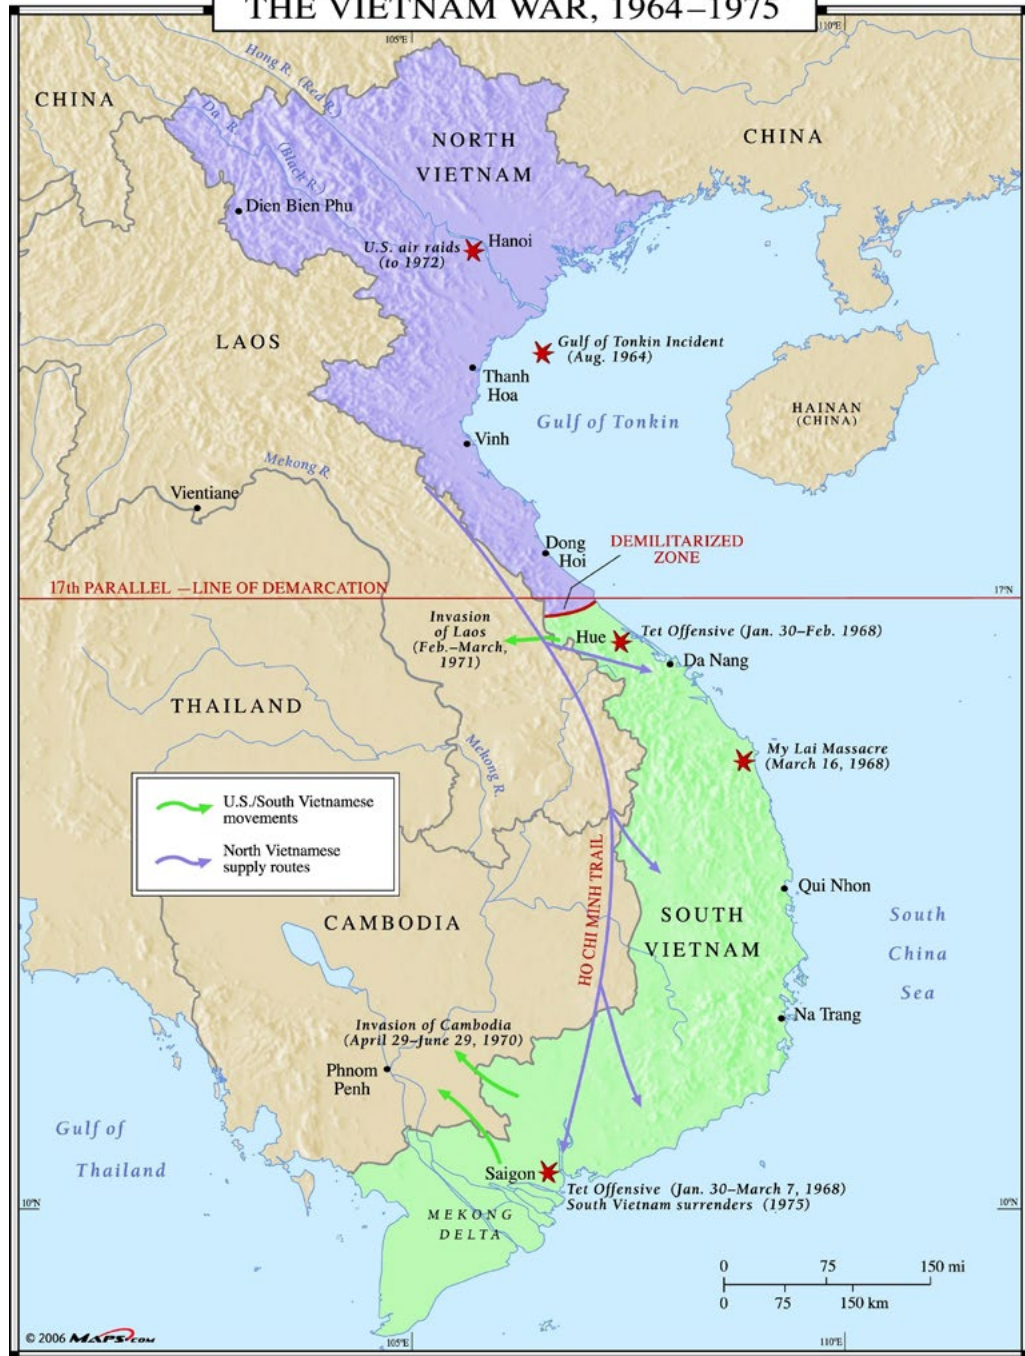 THE VIETNAM WAR, 1964–1975
105°E
110°E
CHINA
Hong R. (Red R.)
Da R.
(Black R.)
NORTH
VIETNAM
CHINA
Dien Bien Phu
U.S. air raids
(to 1972)
Hanoi
LAOS
Gulf of Tonkin Incident
(Aug. 1964)
Thanh
Hoa
HAINAN
(CHINA)
Gulf of Tonkin
Vinh
Mekong R.
Vientiane
Dong
Hoi
DEMILITARIZED
ZONE
17th PARALLEL —LINE OF DEMARCATION
17°N
Invasion
of Laos
(Feb.–March,
1971)
Hue
Tet Offensive (Jan. 30–Feb. 1968)
Da Nang
THAILAND
Mekong R.
My Lai Massacre
(March 16, 1968)
U.S./South Vietnamese
movements
North Vietnamese
supply routes
HO CHI MINH TRAIL
Qui Nhon
CAMBODIA
SOUTH
VIETNAM
South
China
Sea
Na Trang
Invasion of Cambodia
(April 29–June 29, 1970)
Phnom
Penh
Gulf of
Thailand
Saigon
Tet Offensive (Jan. 30–March 7, 1968)
South Vietnam surrenders (1975)
10°N
10°N
MEKONG
DELTA
0 75 150 mi
0 75 150 km
© 2006 MAPS.COM
105°E
110°E